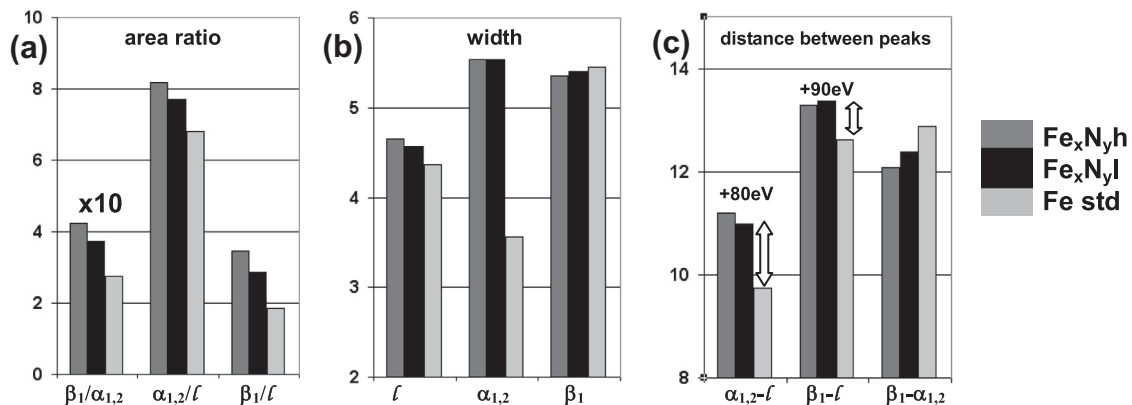 (a) area ratio
10
8
6
4
2
0
x10
β₁/α₁,₂ α₁,₂/l β₁/l
(b) width
6
5
4
3
2
l α₁,₂ β₁
(c) distance between peaks
14
12
10
8
+80eV
+90eV
α₁,₂-l β₁-l β₁-α₁,₂
FeₓNᵧh
FeₓNᵧl
Fe std